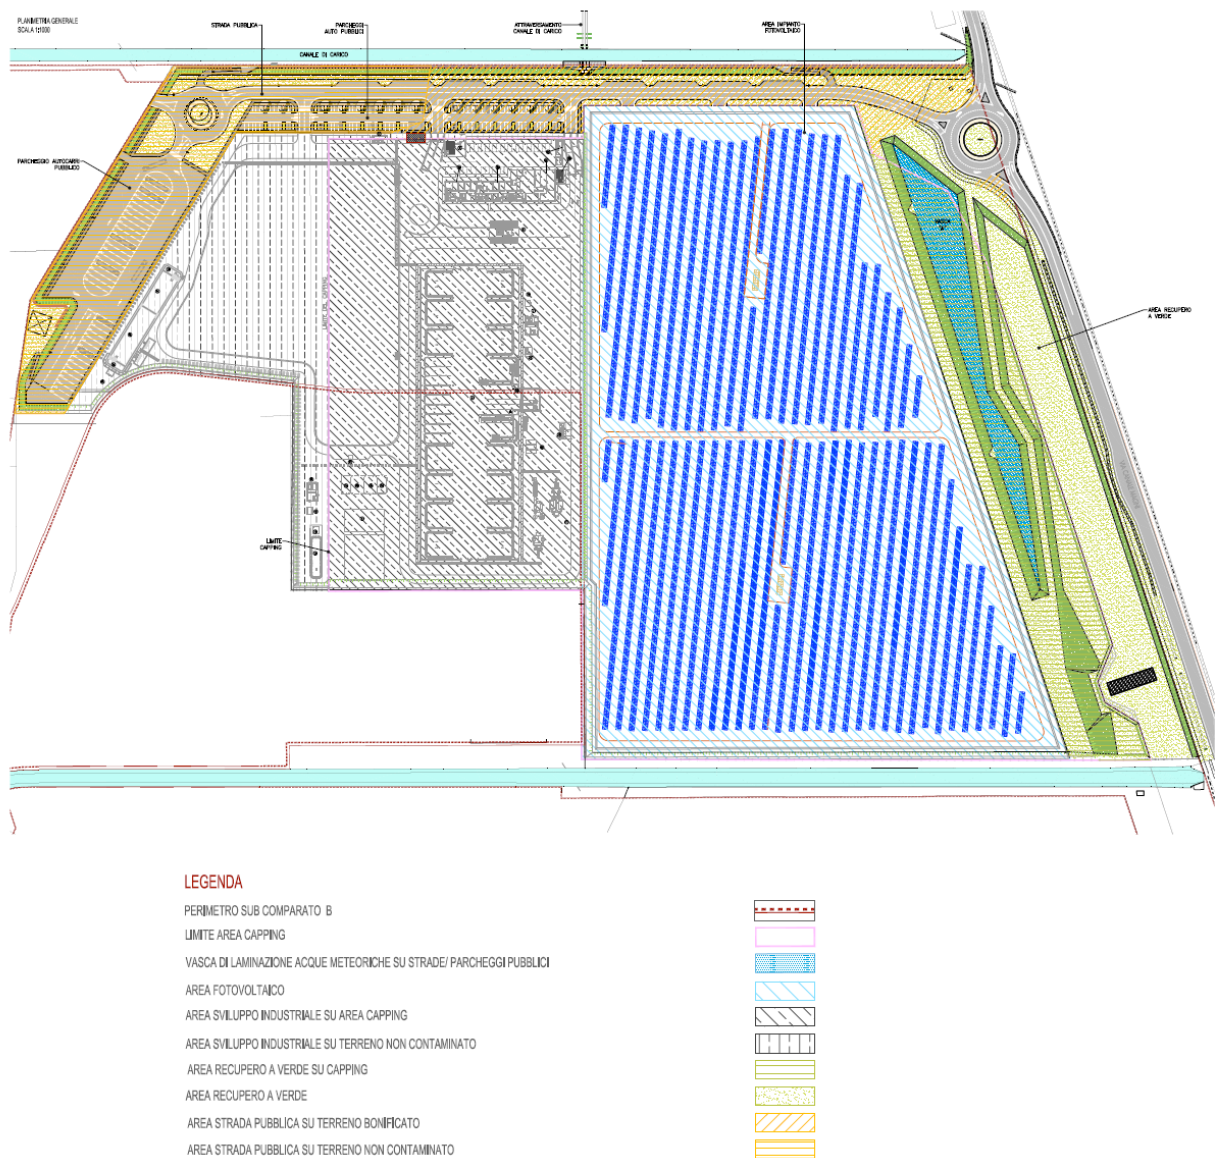 PLANIMETRIA GENERALE
SCALA 1:1000
STRADA PUBBLICA
PARCHEGGI
AUTO PUBBLICI
ATTRAVERSAMENTO
CANALE DI CARICO
AREA IMPIANTO
FOTOVOLTAICO
CANALE DI CARICO
PARCHEGGIO AUTOCARRI
PUBBLICO
AREA RECUPERO
A VERDE
LIMITE
CAPPING
LEGENDA
PERIMETRO SUB COMPARATO B
LIMITE AREA CAPPING
VASCA DI LAMINAZIONE ACQUE METEORICHE SU STRADE/ PARCHEGGI PUBBLICI
AREA FOTOVOLTAICO
AREA SVILUPPO INDUSTRIALE SU AREA CAPPING
AREA SVILUPPO INDUSTRIALE SU TERRENO NON CONTAMINATO
AREA RECUPERO A VERDE SU CAPPING
AREA RECUPERO A VERDE
AREA STRADA PUBBLICA SU TERRENO BONIFICATO
AREA STRADA PUBBLICA SU TERRENO NON CONTAMINATO